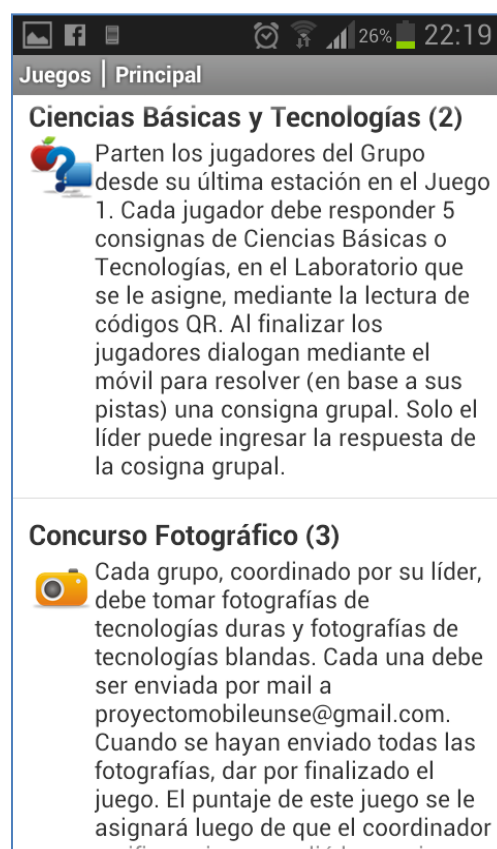 26% 22:19
Juegos | Principal
Ciencias Básicas y Tecnologías (2)
Parten los jugadores del Grupo
desde su última estación en el Juego
1. Cada jugador debe responder 5
consignas de Ciencias Básicas o
Tecnologías, en el Laboratorio que
se le asigne, mediante la lectura de
códigos QR. Al finalizar los
jugadores dialogan mediante el
móvil para resolver (en base a sus
pistas) una consigna grupal. Solo el
líder puede ingresar la respuesta de
la cosigna grupal.
Concurso Fotográfico (3)
Cada grupo, coordinado por su líder,
debe tomar fotografías de
tecnologías duras y fotografías de
tecnologías blandas. Cada una debe
ser enviada por mail a
proyectomobileunse@gmail.com.
Cuando se hayan enviado todas las
fotografías, dar por finalizado el
juego. El puntaje de este juego se le
asignará luego de que el coordinador